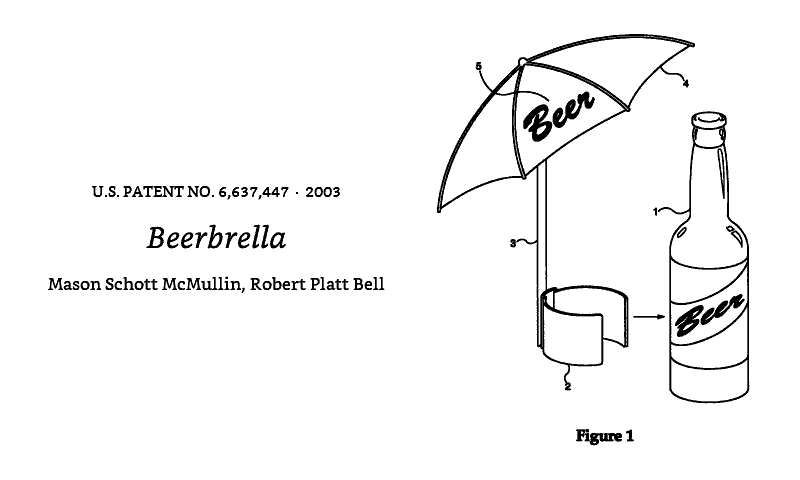 U.S. PATENT NO. 6,637,447 · 2003
Beerbrella
Mason Schott McMullin, Robert Platt Bell
5
Beer
4
1
3
Beer
2
Figure 1